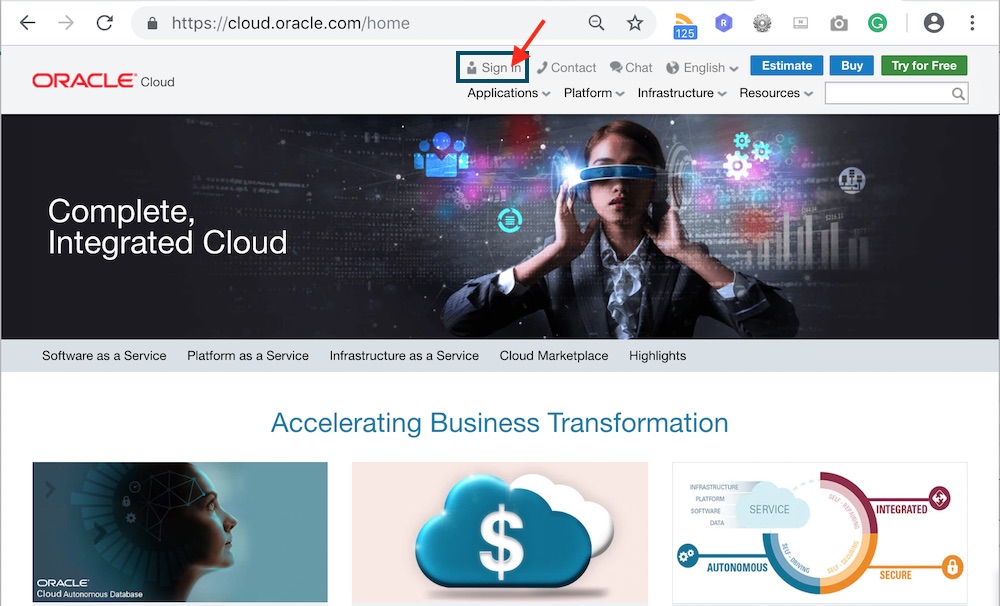 https://cloud.oracle.com/home
125
R
N
G
ORACLE Cloud
Sign In
Contact
Chat
English
Estimate
Buy
Try for Free
Applications
Platform
Infrastructure
Resources
Complete,
Integrated Cloud
Software as a Service
Platform as a Service
Infrastructure as a Service
Cloud Marketplace
Highlights
Accelerating Business Transformation
ORACLE
Cloud Autonomous Database
$
INFRASTRUCTURE
PLATFORM
SOFTWARE
DATA
SERVICE
SELF - REPAIRING
INTEGRATED
SELF - DRIVING
SELF - SECURING
AUTONOMOUS
SECURE